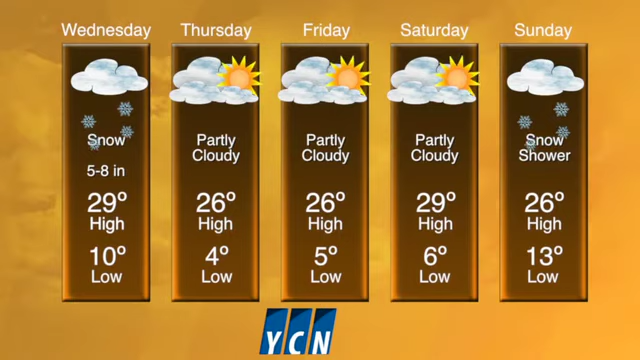 Wednesday
Snow
5-8 in
29º
High
10º
Low
Thursday
Partly
Cloudy
26º
High
4º
Low
Friday
Partly
Cloudy
26º
High
5º
Low
Saturday
Partly
Cloudy
29º
High
6º
Low
Sunday
Snow
Shower
26º
High
13º
Low
YCN